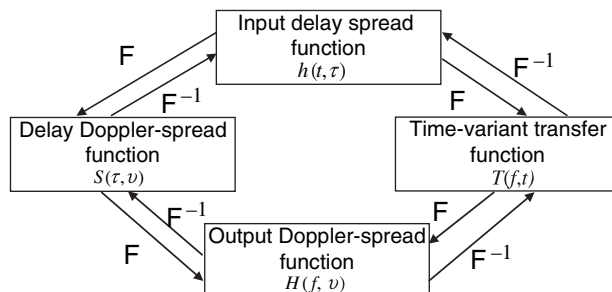 Input delay spread
function
h(t,τ)
F
F⁻¹
F⁻¹
F
Delay Doppler-spread
function
S(τ,υ)
Time-variant transfer
function
T(f,t)
F
F⁻¹
F
F⁻¹
Output Doppler-spread
function
H(f, υ)